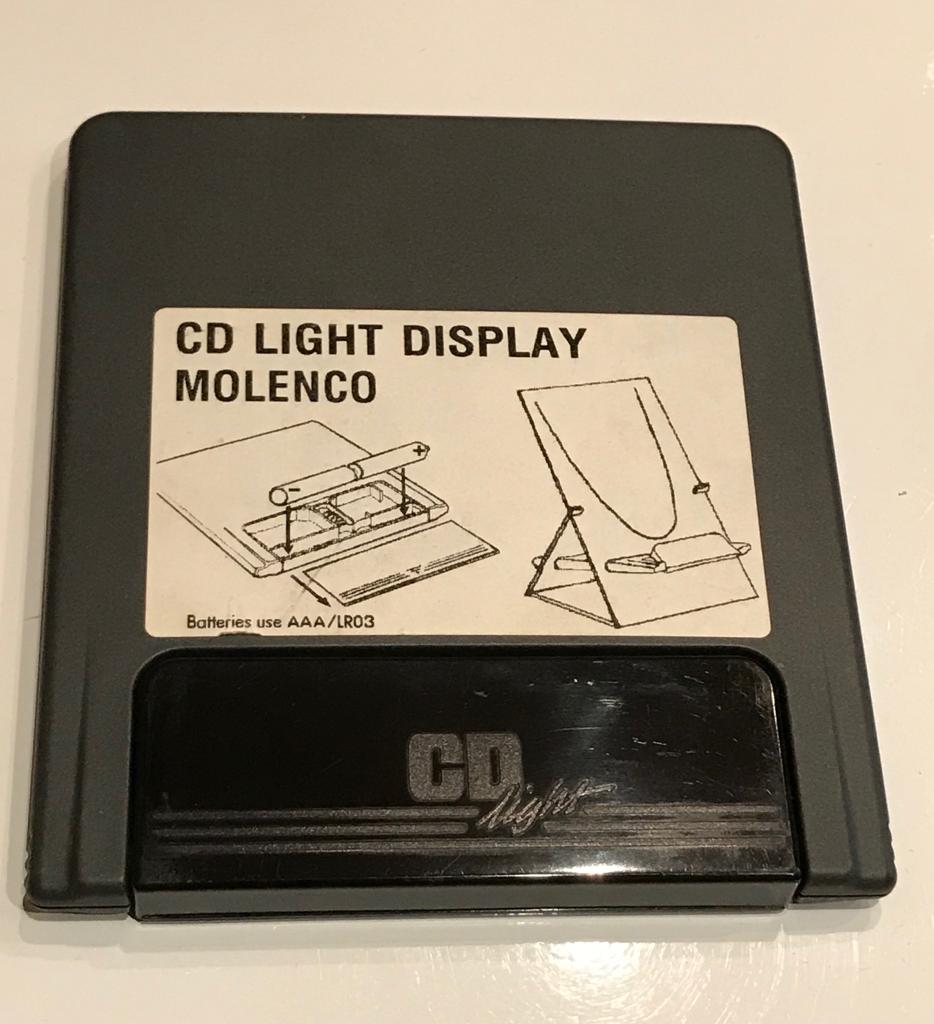 CD LIGHT DISPLAY
MOLENCO
- +
Batteries use AAA/LR03
CD
light